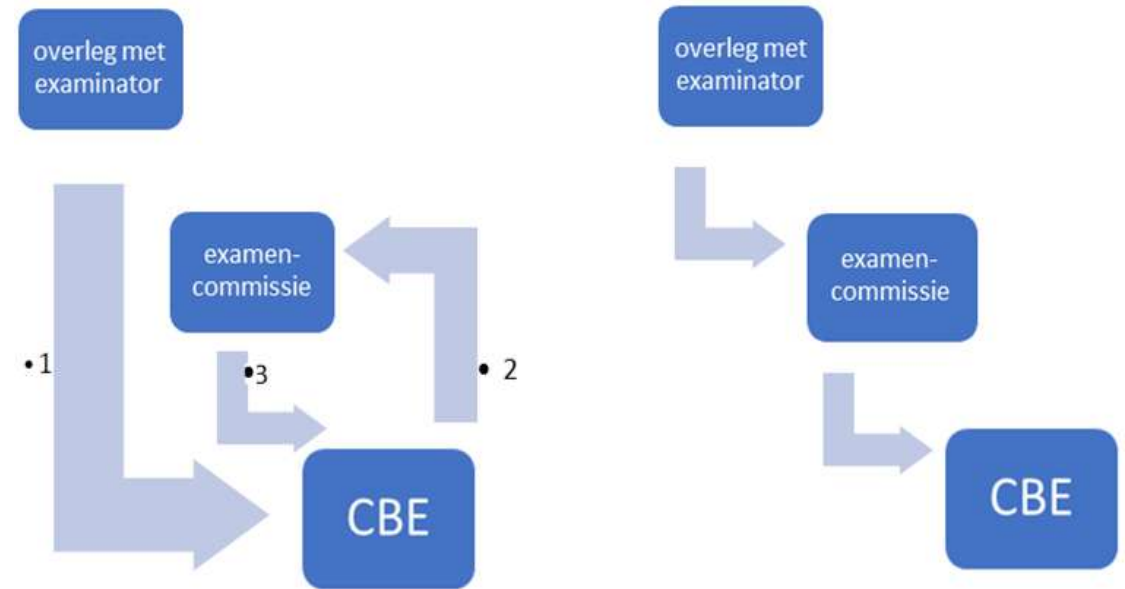 overleg met
examinator
examen-
commissie
• 1
• 3
• 2
CBE
overleg met
examinator
examen-
commissie
CBE